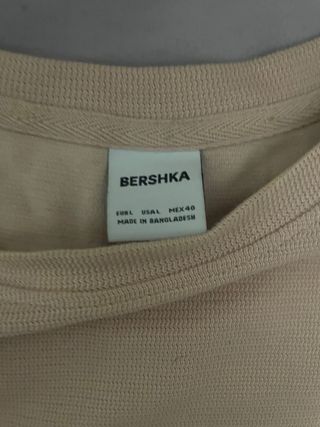 BERSHKA
EUR L USA L MEX 40
MADE IN BANGLADESH